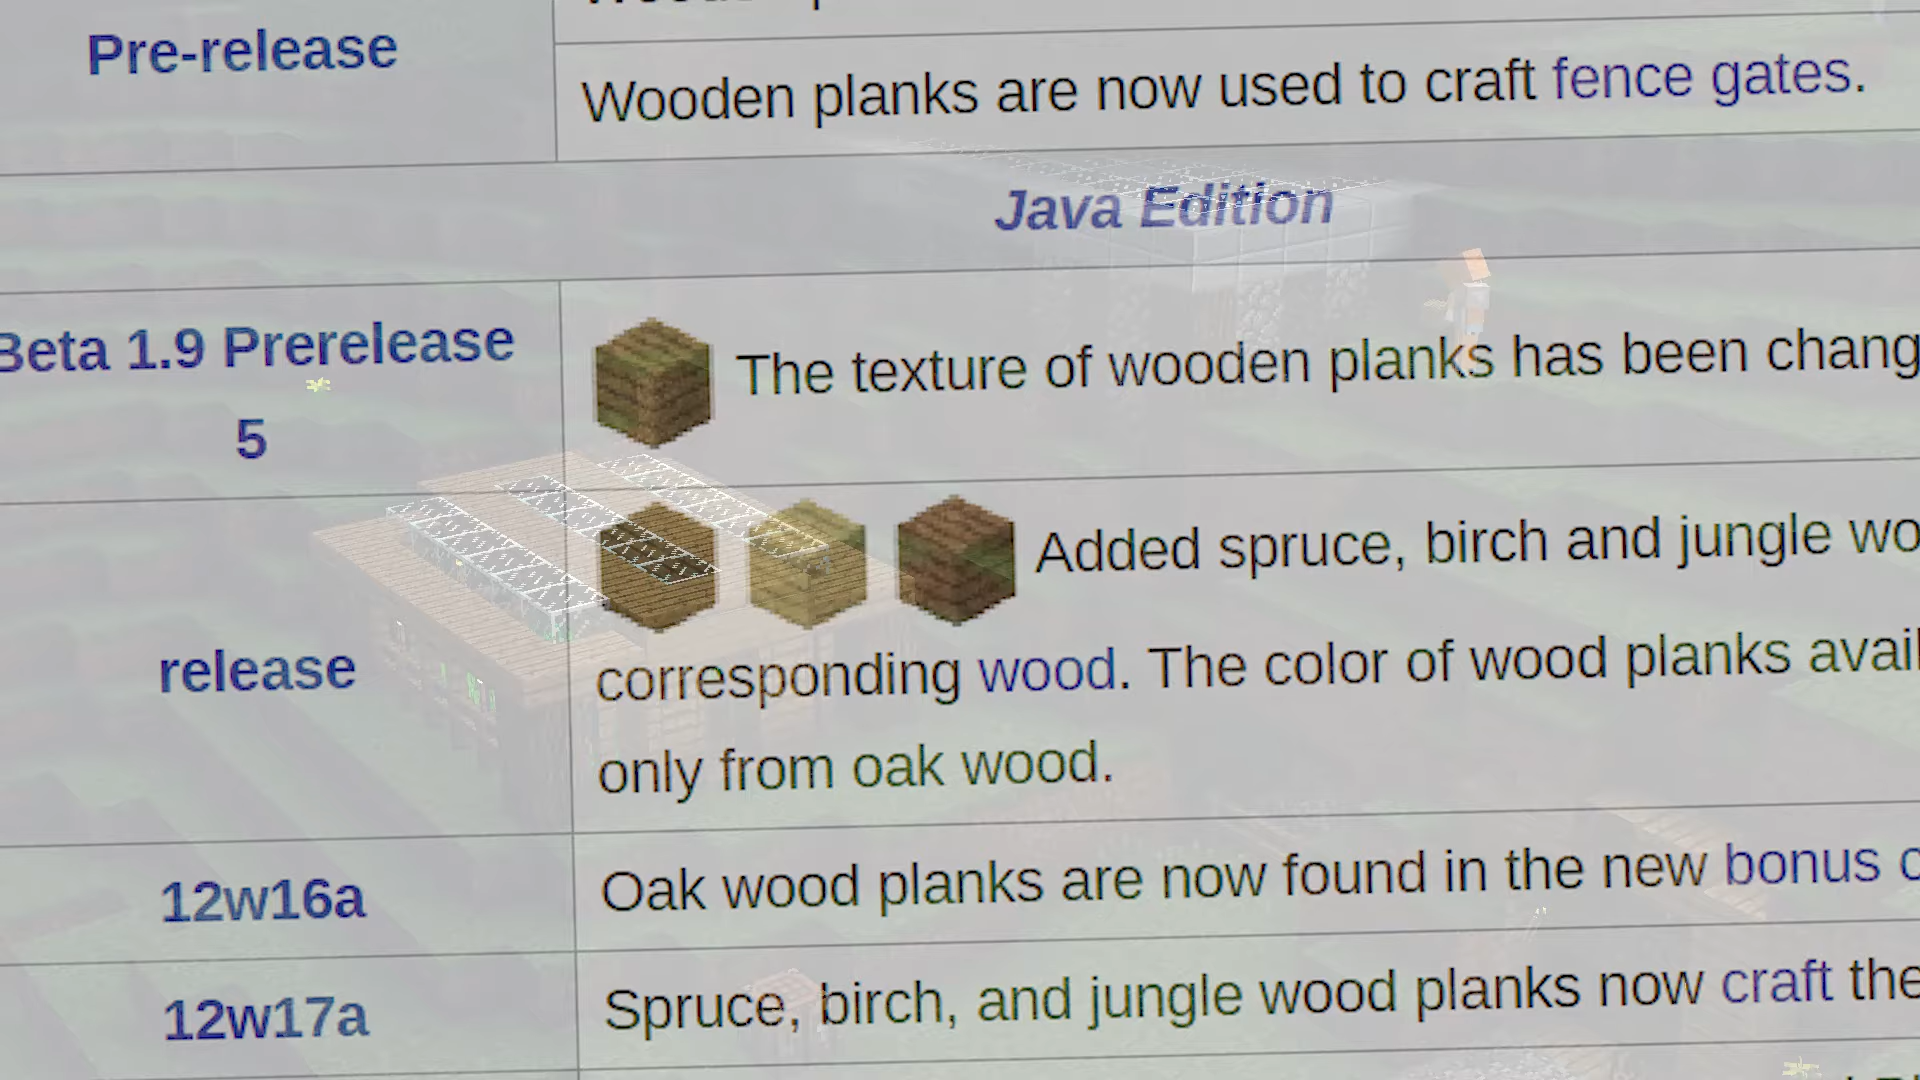 Pre-release
Wooden planks are now used to craft fence gates.
Java Edition
Beta 1.9 Prerelease
5
The texture of wooden planks has been
Added spruce, birch and jungle
release
corresponding wood. The color of wood planks
only from oak wood.
12w16a
Oak wood planks are now found in the new bonus
12w17a
Spruce, birch, and jungle wood planks now craft the